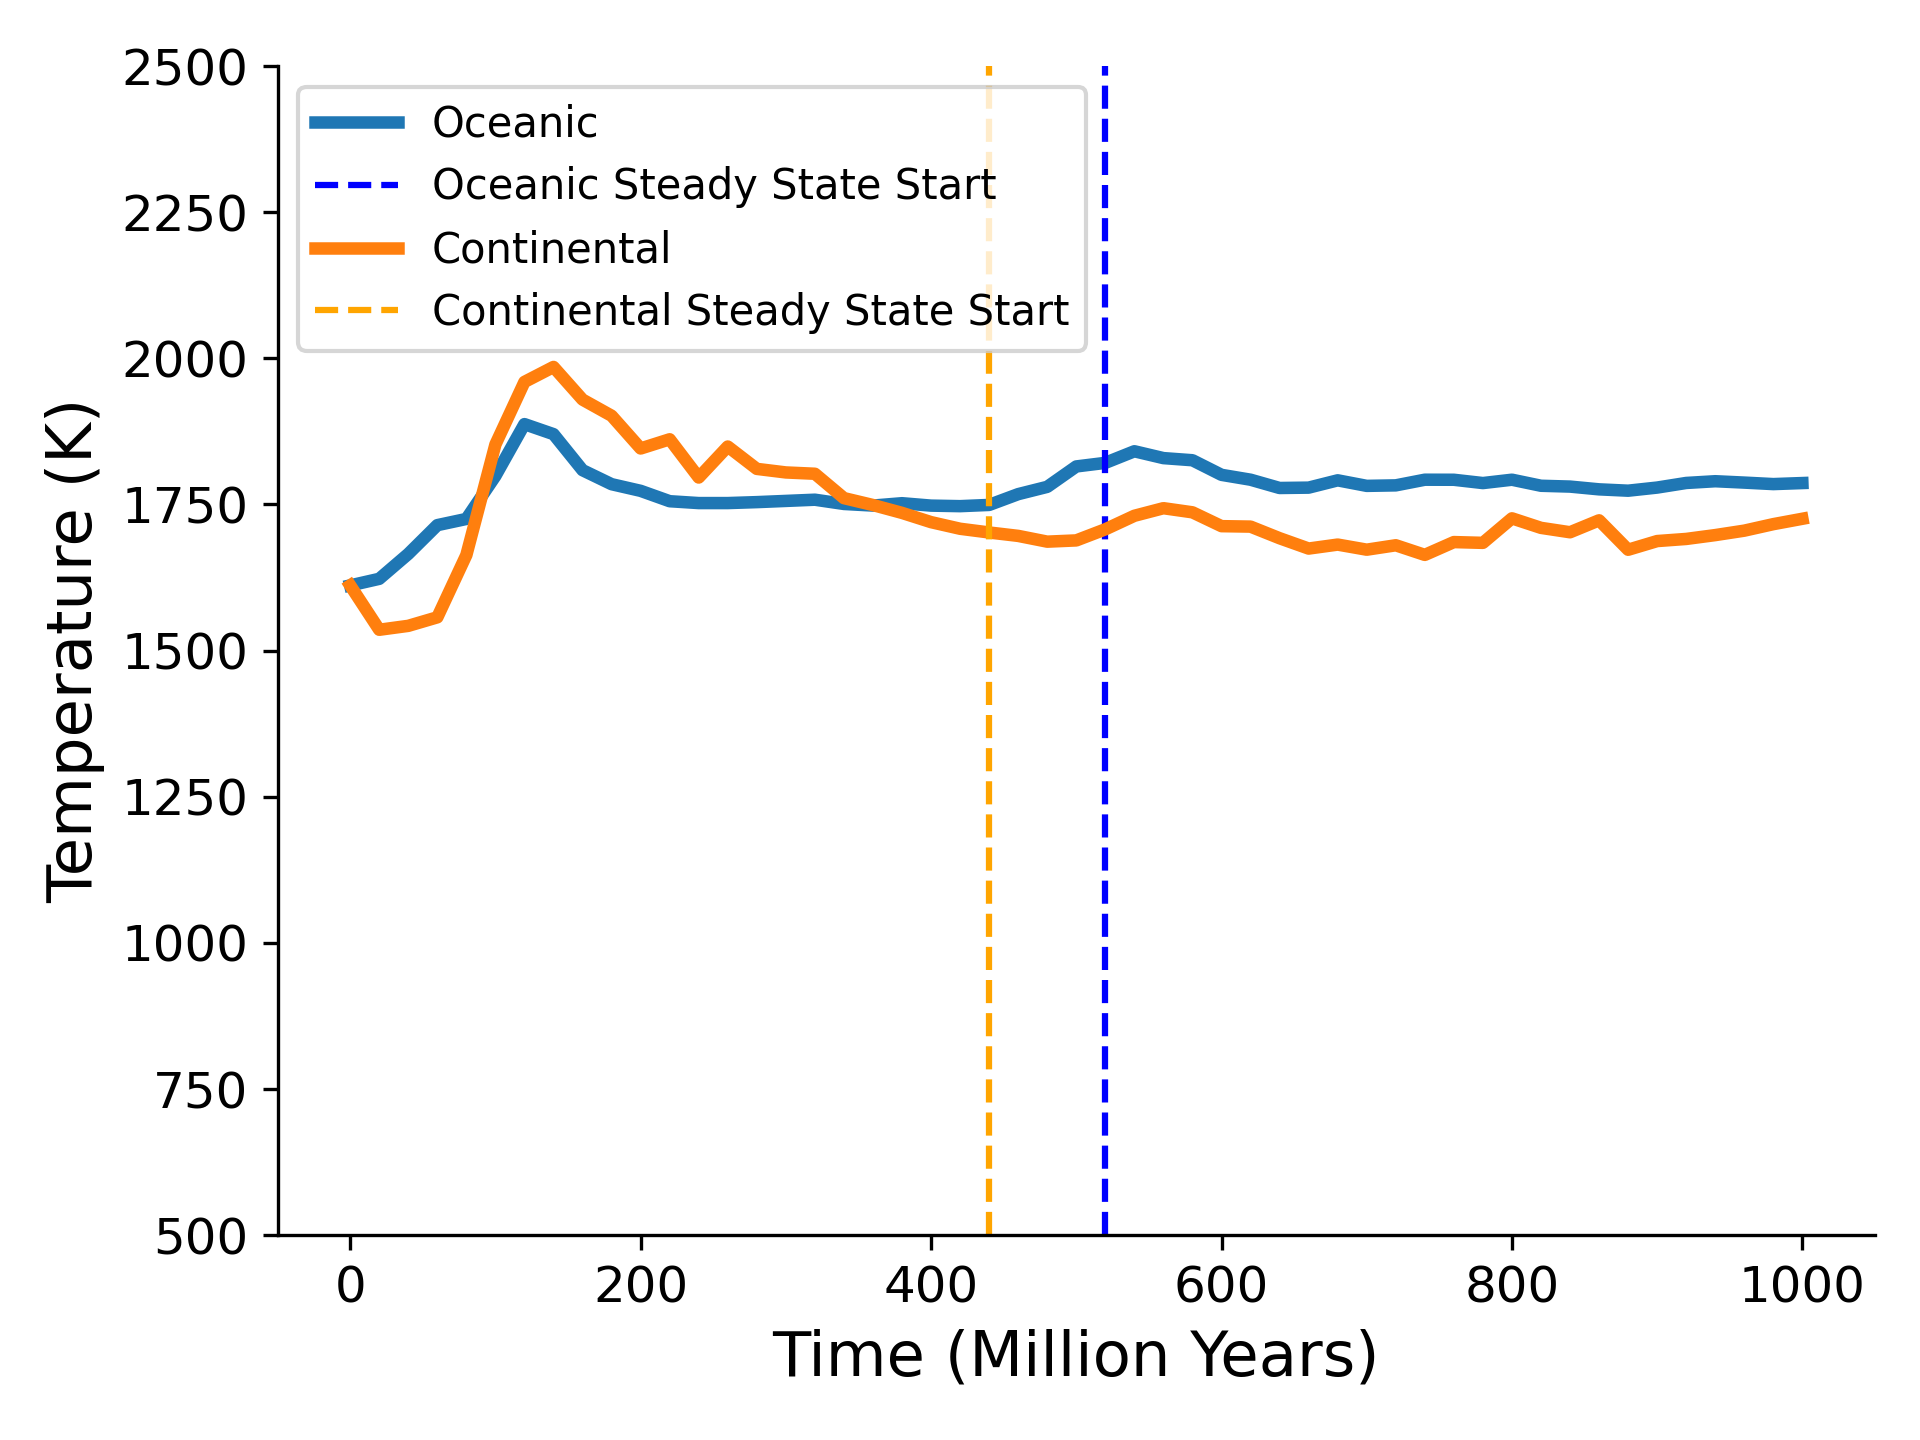 2500
2250
2000
1750
1500
1250
1000
750
500
Temperature (K)
Oceanic
Oceanic Steady State Start
Continental
Continental Steady State Start
0 200 400 600 800 1000
Time (Million Years)